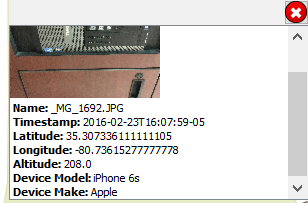 Name: _MG_1692.JPG
Timestamp: 2016-02-23T16:07:59-05
Latitude: 35.307336111111105
Longitude: -80.73615277777778
Altitude: 208.0
Device Model: iPhone 6s
Device Make: Apple